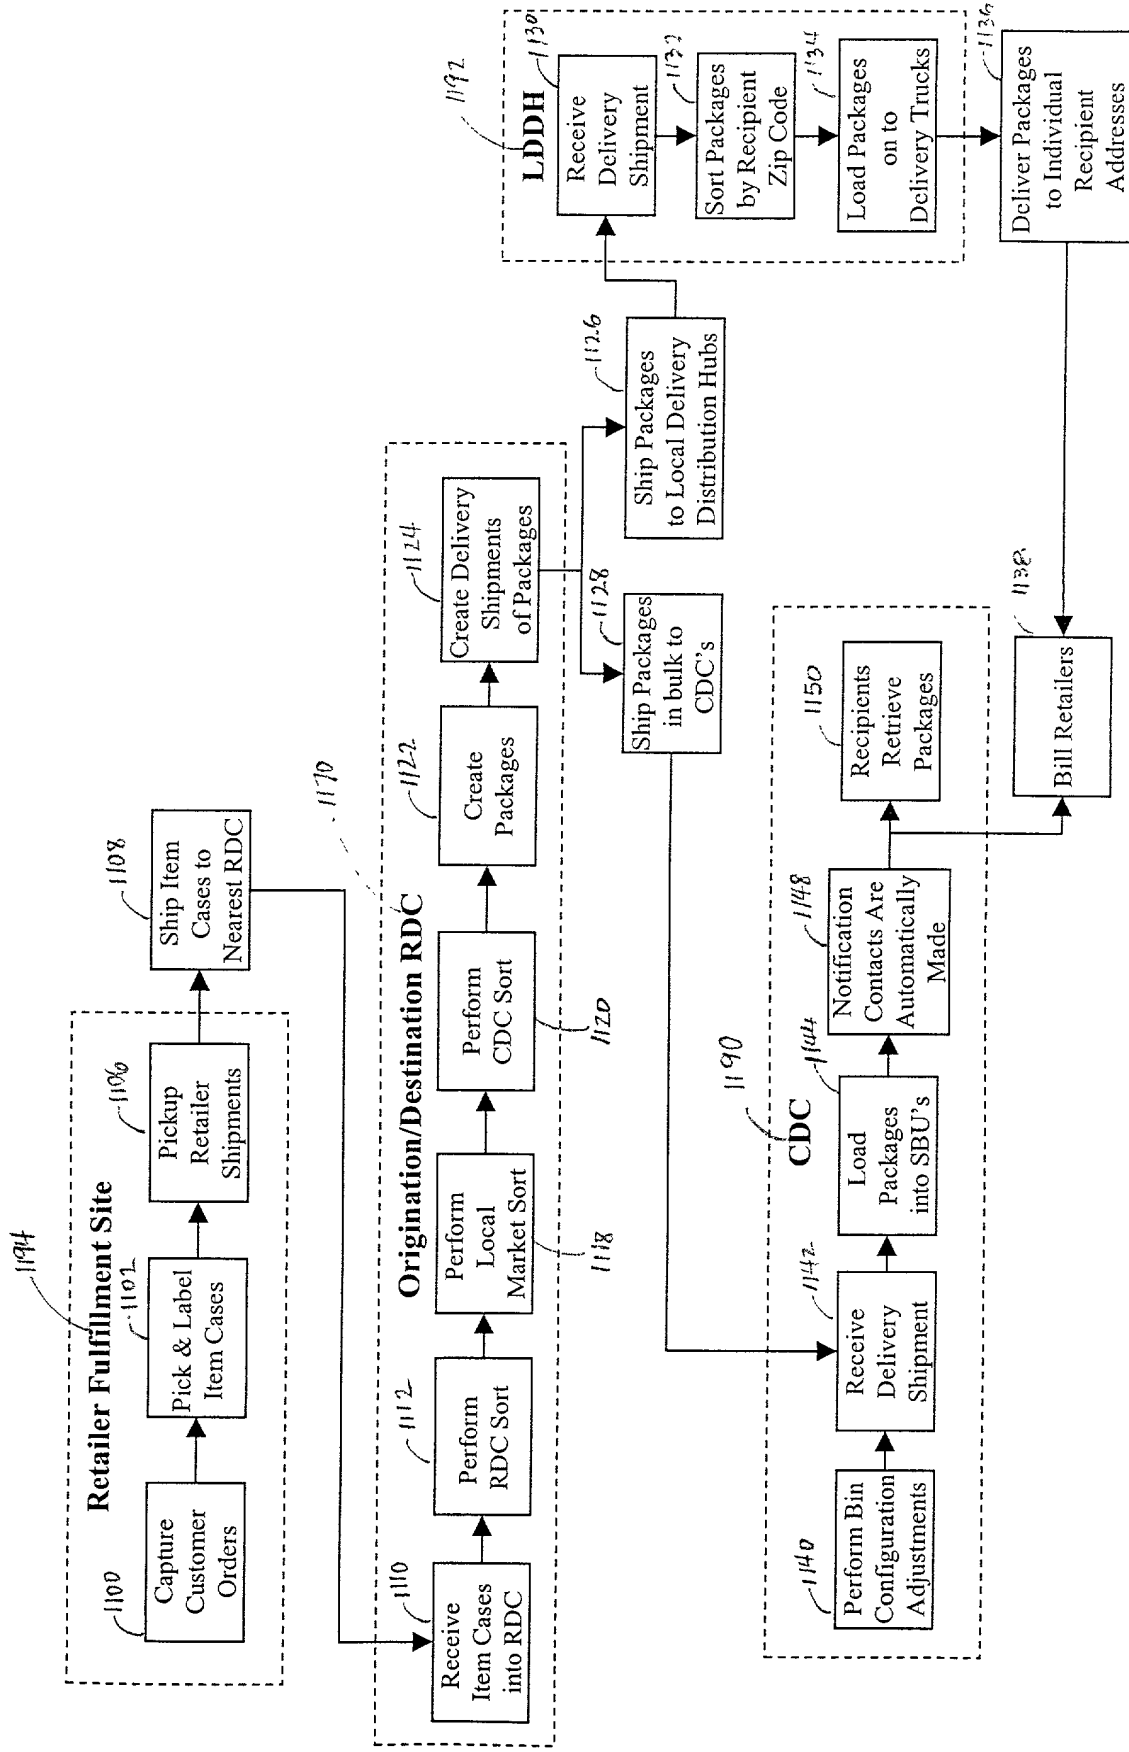 1194
Retailer Fulfillment Site
1100
Capture
Customer
Orders
1102
Pick & Label
Item Cases
1106
Pickup
Retailer
Shipments
1108
Ship Item
Cases to
Nearest RDC
1170
Origination/Destination RDC
1110
Receive
Item Cases
into RDC
1112
Perform
RDC Sort
Perform
Local
Market Sort
1118
Perform
CDC Sort
1120
1122
Create
Packages
1124
Create Delivery
Shipments
of Packages
1128
Ship Packages
in bulk to
CDC's
1126
Ship Packages
to Local Delivery
Distribution Hubs
1192
LDDH
1130
Receive
Delivery
Shipment
1132
Sort Packages
by Recipient
Zip Code
1134
Load Packages
on to
Delivery Trucks
1136
Deliver Packages
to Individual
Recipient
Addresses
1190
CDC
1140
Perform Bin
Configuration
Adjustments
1142
Receive
Delivery
Shipment
1144
Load
Packages
into SBU's
1148
Notification
Contacts Are
Automatically
Made
1150
Recipients
Retrieve
Packages
1138
Bill Retailers